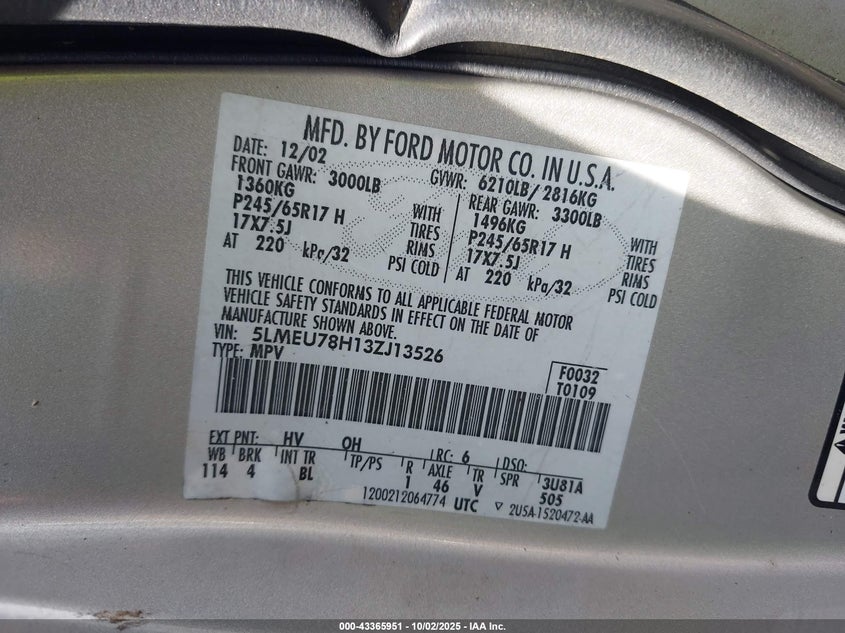 MFD. BY FORD MOTOR CO. IN U.S.A.
DATE: 12/02 GVWR: 6210LB/ 2816KG
FRONT GAWR: 3000LB REAR GAWR: 3300LB
1360KG WITH 1496KG WITH
P245/65R17 H TIRES P245/65R17 H TIRES
17X7.5J RIMS 17X7.5J RIMS
AT 220 kPa/32 PSI COLD AT 220 kPa/32 PSI COLD
THIS VEHICLE CONFORMS TO ALL APPLICABLE FEDERAL MOTOR
VEHICLE SAFETY STANDARDS IN EFFECT ON THE DATE OF
MANUFACTURE SHOWN ABOVE.
VIN: 5LMEU78H13ZJ13526
TYPE: MPV
F0032
T0109
EXT PNT: HV OH RC: 6 DSO:
WB BRK INT TR TP/PS R AXLE TR SPR 3U81A
114 4 BL 1 46 V 505
1200212064774 UTC ▽ 2U5A-1520472-AA
000-43365951 - 10/02/2025 - IAA Inc.